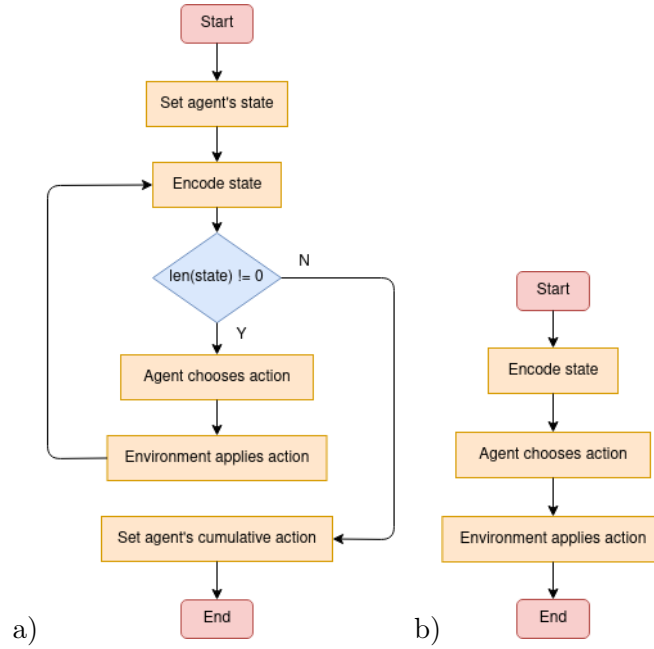 Start
Set agent's state
Encode state
len(state) != 0
N
Y
Agent chooses action
Environment applies action
Set agent's cumulative action
End
a)
Start
Encode state
Agent chooses action
Environment applies action
End
b)